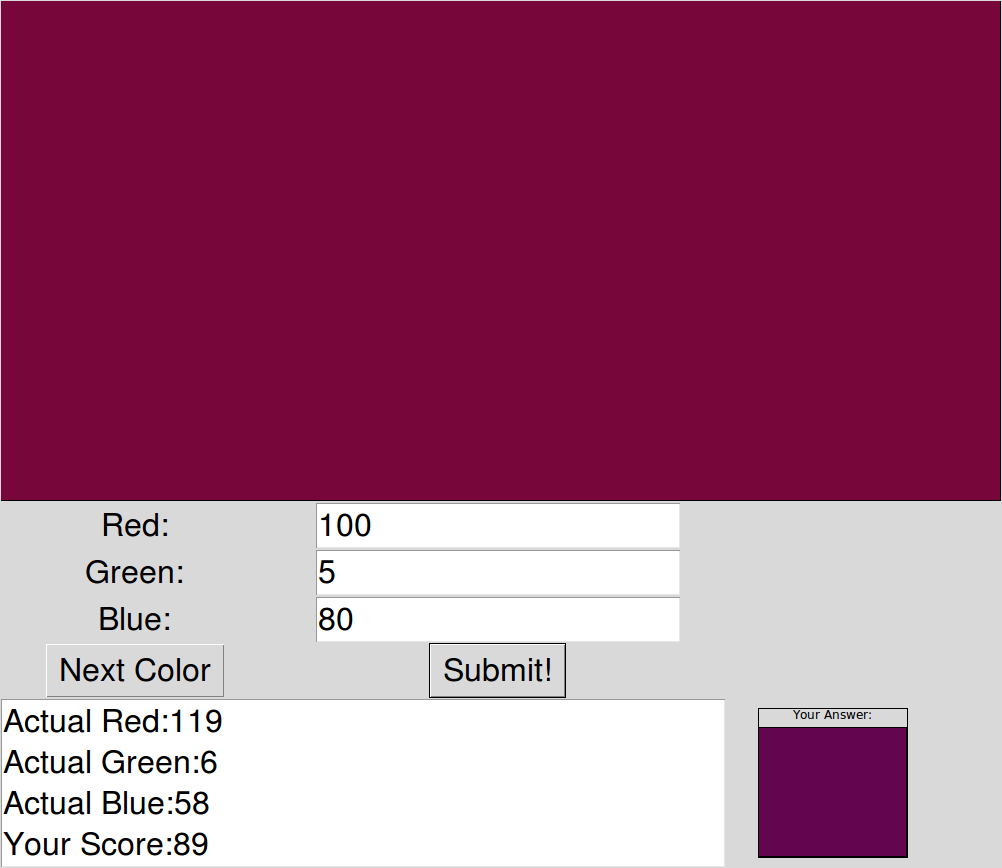 Red: 100
Green: 5
Blue: 80
Next Color Submit!
Actual Red:119
Actual Green:6
Actual Blue:58
Your Score:89
Your Answer: